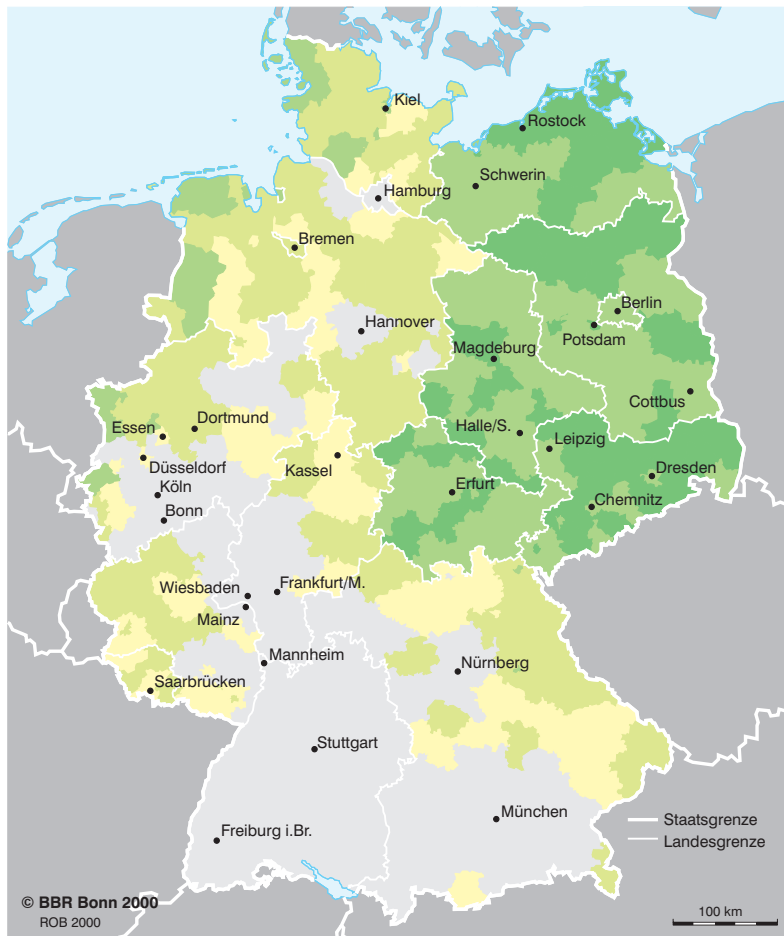 Kiel
Rostock
Schwerin
Hamburg
Bremen
Berlin
Hannover
Potsdam
Magdeburg
Cottbus
Dortmund
Essen
Halle/S.
Leipzig
Düsseldorf
Kassel
Dresden
Köln
Erfurt
Chemnitz
Bonn
Wiesbaden
Frankfurt/M.
Mainz
Mannheim
Nürnberg
Saarbrücken
Stuttgart
München
Staatsgrenze
Freiburg i.Br.
Landesgrenze
© BBR Bonn 2000
ROB 2000
100 km